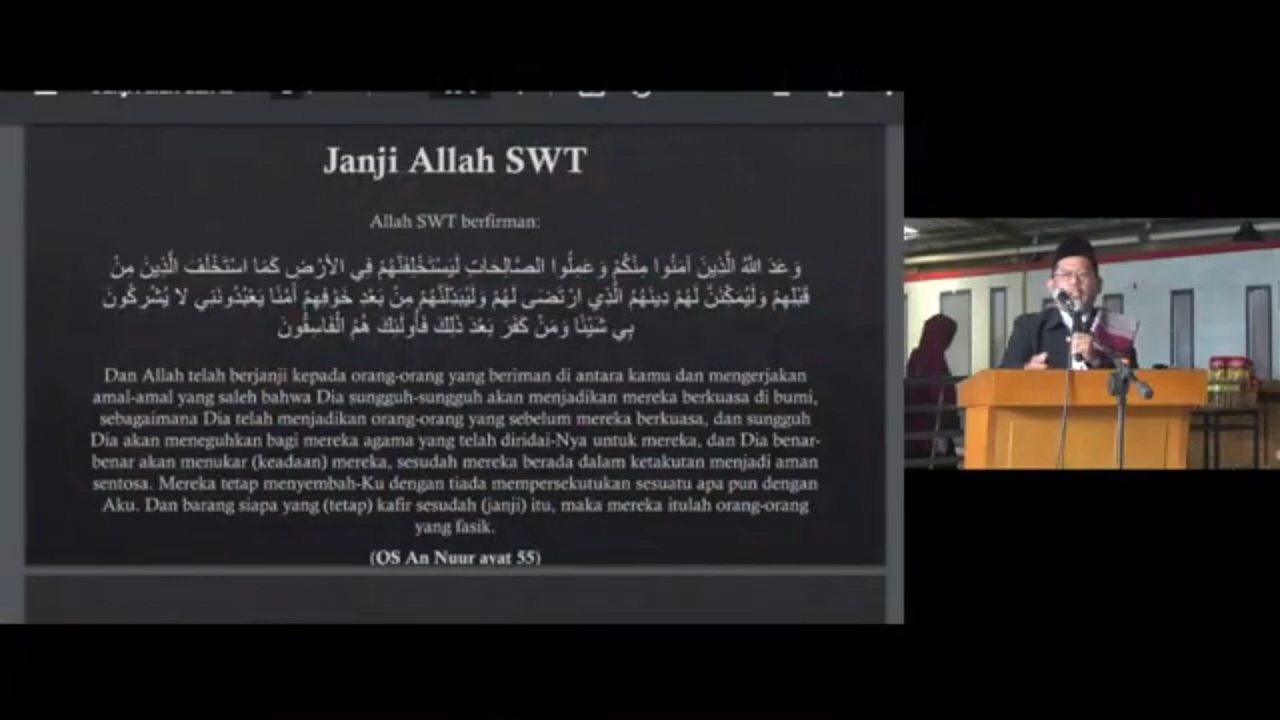 Janji Allah SWT
Allah SWT berfirman:
وَعَدَ اللَّهُ الَّذِينَ آمَنُوا مِنْكُمْ وَعَمِلُوا الصَّالِحَاتِ لَيَسْتَخْلِفَنَّهُمْ فِي الأَرْضِ كَمَا اسْتَخْلَفَ الَّذِينَ مِنْ
قَبْلِهِمْ وَلَيُمَكِّنَنَّ لَهُمْ دِينَهُمُ الَّذِي ارْتَضَى لَهُمْ وَلَيُبَدِّلَنَّهُمْ مِنْ بَعْدِ خَوْفِهِمْ أَمْنًا يَعْبُدُونَنِي لا يُشْرِكُونَ
بِي شَيْئًا وَمَنْ كَفَرَ بَعْدَ ذَلِكَ فَأُولَئِكَ هُمُ الْفَاسِقُونَ
Dan Allah telah berjanji kepada orang-orang yang beriman di antara kamu dan mengerjakan
amal-amal yang saleh bahwa Dia sungguh-sungguh akan menjadikan mereka berkuasa di bumi,
sebagaimana Dia telah menjadikan orang-orang yang sebelum mereka berkuasa, dan sungguh
Dia akan meneguhkan bagi mereka agama yang telah diridai-Nya untuk mereka, dan Dia benar-
benar akan menukar (keadaan) mereka, sesudah mereka berada dalam ketakutan menjadi aman
sentosa. Mereka tetap menyembah-Ku dengan tiada mempersekutukan sesuatu apa pun dengan
Aku. Dan barang siapa yang (tetap) kafir sesudah (janji) itu, maka mereka itulah orang-orang
yang fasik.
(QS An Nuur ayat 55)